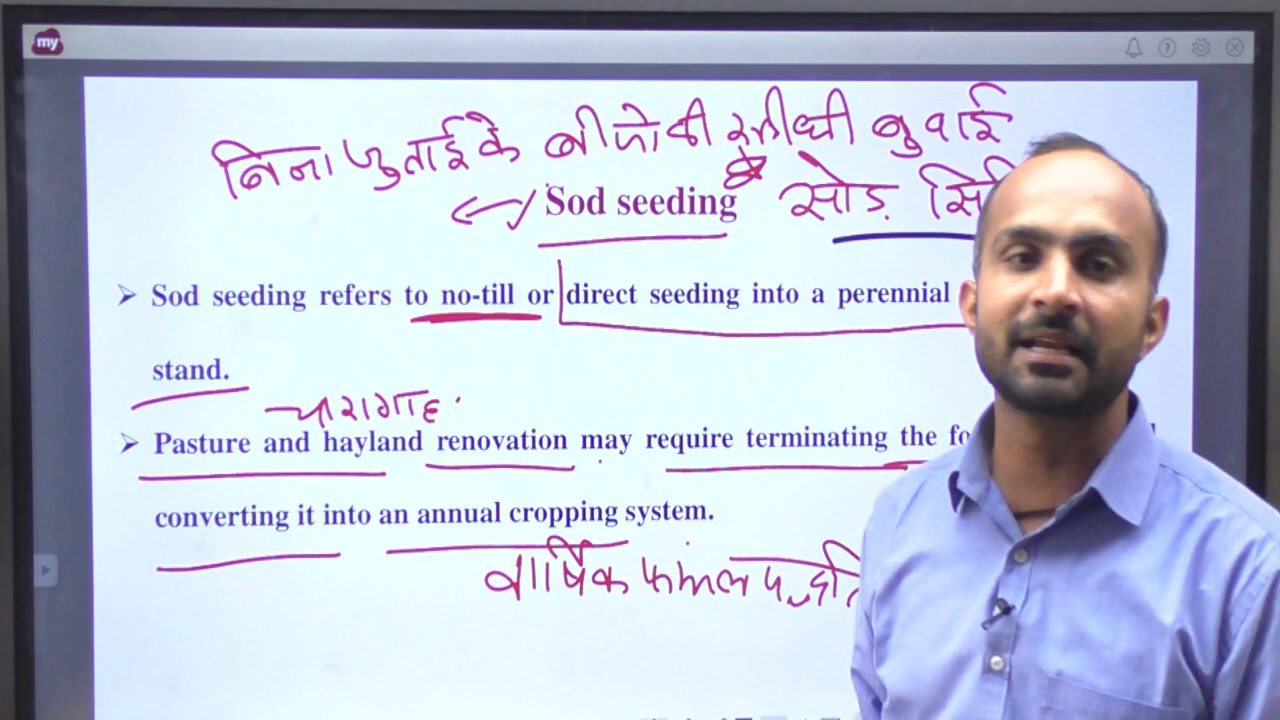 my
बिना जुताई के बीजो की सीधी बुवाई
Sod seeding सोड़ सि
➢ Sod seeding refers to no-till or direct seeding into a perennial
stand.
चारागाह
➢ Pasture and hayland renovation may require terminating the fo
converting it into an annual cropping system.
वार्षिक फसल पद्धति